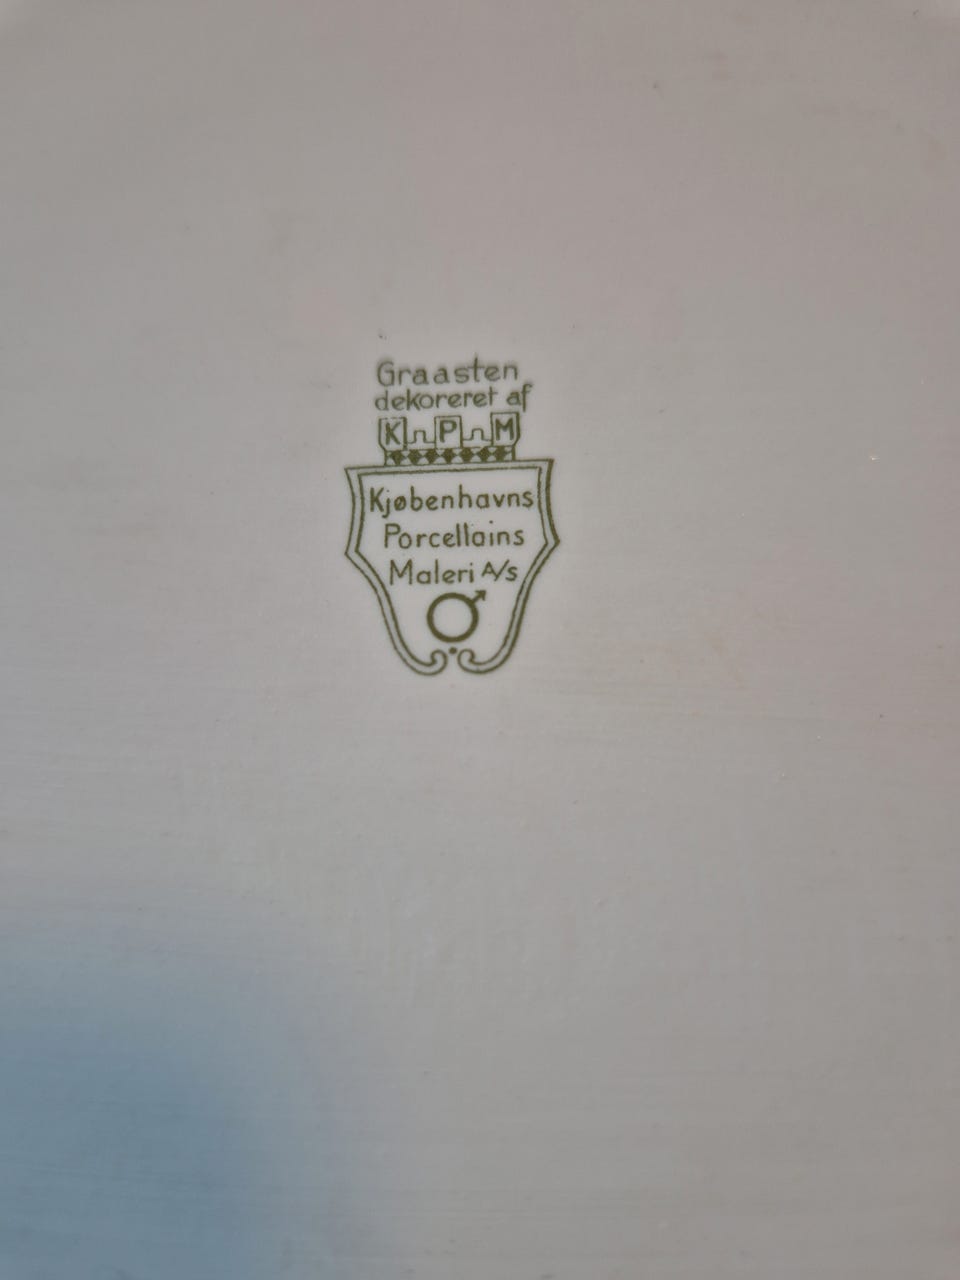 Graasten
dekoreret af
K P M
Kjøbenhavns
Porcellains
Maleri A/s